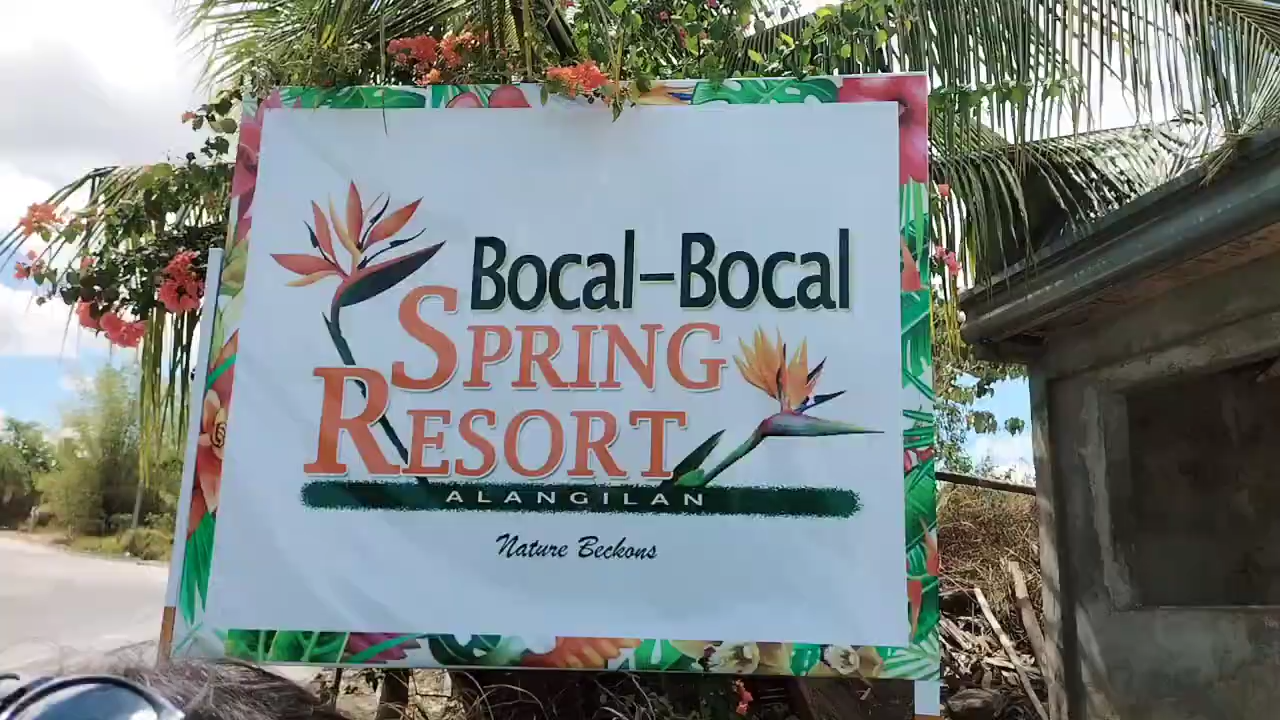 Bocal-Bocal
SPRING
RESORT
ALANGILAN
Nature Beckons